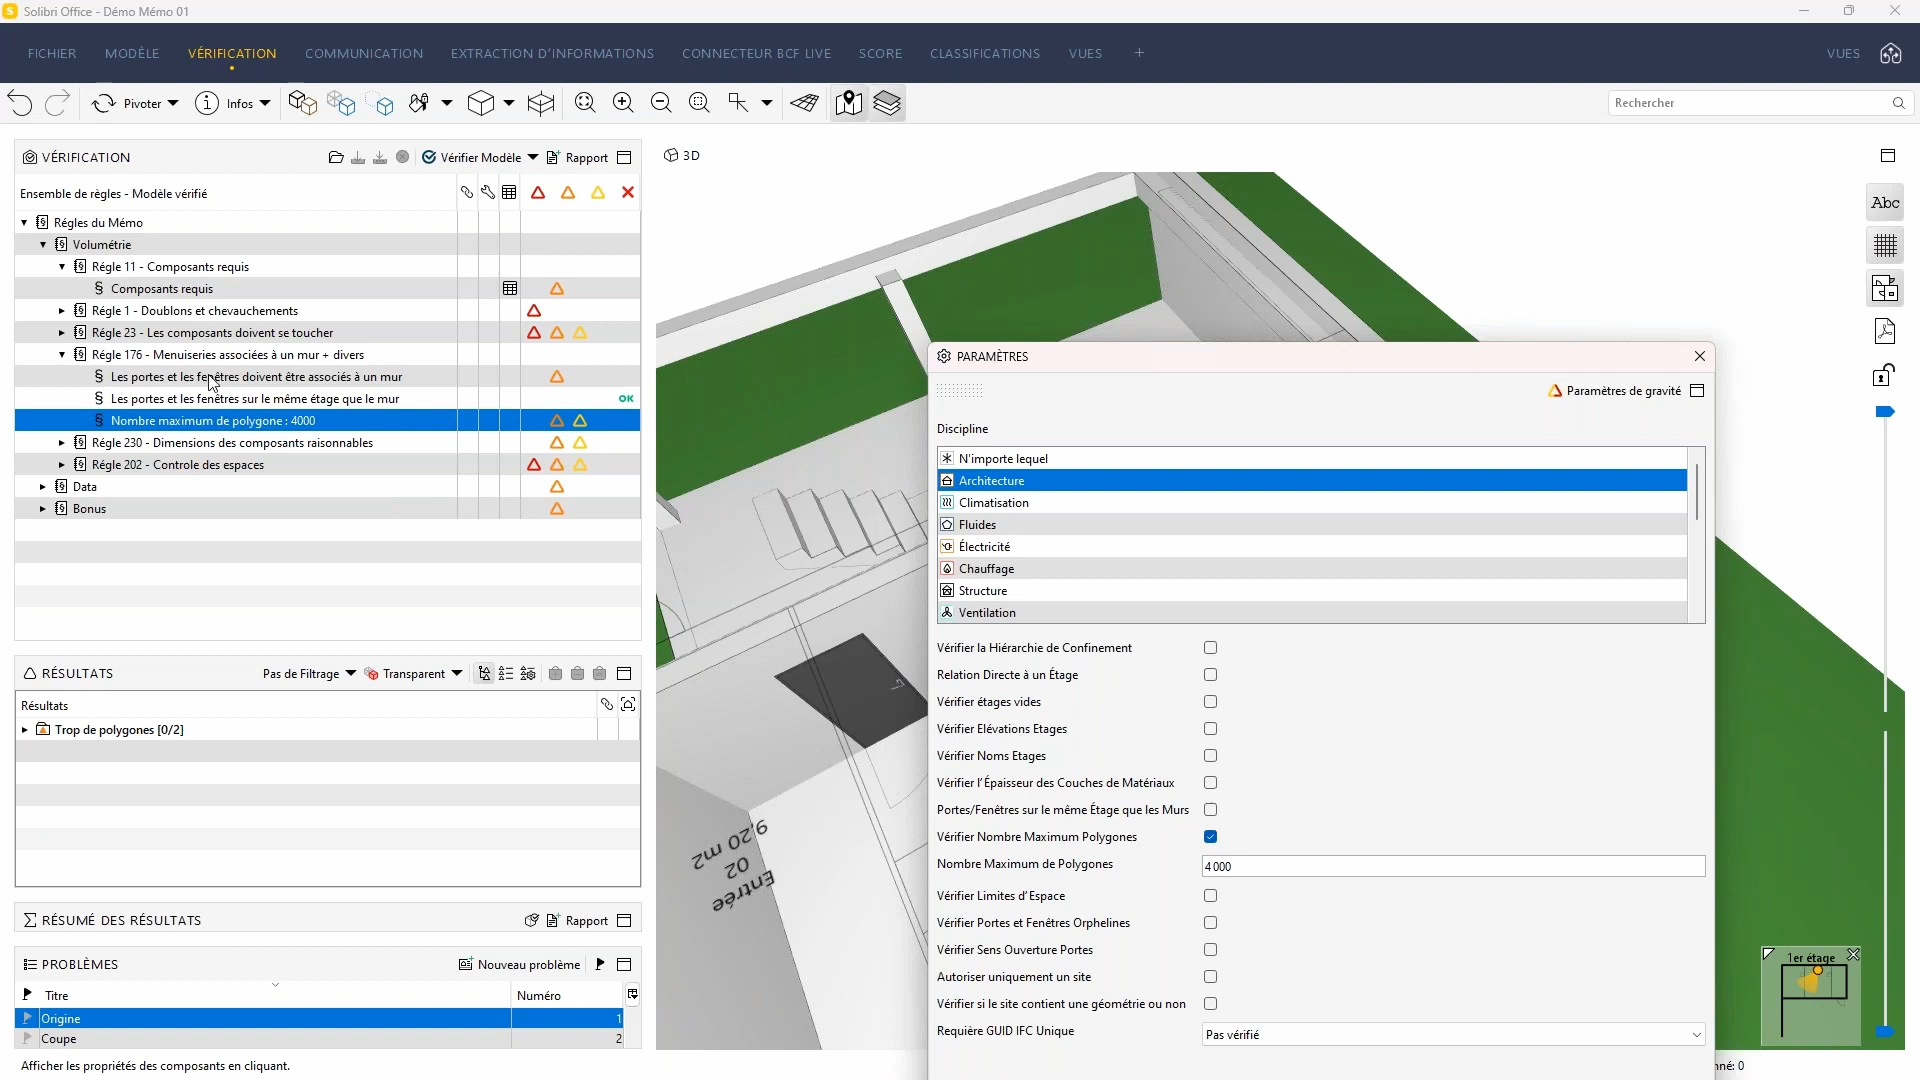 Solibri Office - Démo Mémo 01
FICHIER MODÈLE VÉRIFICATION COMMUNICATION EXTRACTION D'INFORMATIONS CONNECTEUR BCF LIVE SCORE CLASSIFICATIONS VUES + VUES
Pivoter Infos Rechercher
VÉRIFICATION Vérifier Modèle Rapport
Ensemble de règles - Modèle vérifié
Régles du Mémo
Volumétrie
Régle 11 - Composants requis
§ Composants requis
Régle 1 - Doublons et chevauchements
Régle 23 - Les composants doivent se toucher
Régle 176 - Menuiseries associées à un mur + divers
§ Les portes et les fenêtres doivent être associés à un mur
§ Les portes et les fenêtres sur le même étage que le mur OK
§ Nombre maximum de polygone : 4000
Régle 230 - Dimensions des composants raisonnables
Régle 202 - Controle des espaces
Data
Bonus
RÉSULTATS Pas de Filtrage Transparent
Résultats
Trop de polygones [0/2]
RÉSUMÉ DES RÉSULTATS Rapport
PROBLÈMES Nouveau problème
Titre Numéro
Origine 1
Coupe 2
Afficher les propriétés des composants en cliquant.
3D
Abc
9,20 m2
02
Entrée
PARAMÈTRES
Paramètres de gravité
Discipline
N'importe lequel
Architecture
Climatisation
Fluides
Électricité
Chauffage
Structure
Ventilation
Vérifier la Hiérarchie de Confinement
Relation Directe à un Étage
Vérifier étages vides
Vérifier Elévations Etages
Vérifier Noms Etages
Vérifier l'Épaisseur des Couches de Matériaux
Portes/Fenêtres sur le même Étage que les Murs
Vérifier Nombre Maximum Polygones
Nombre Maximum de Polygones 4 000
Vérifier Limites d'Espace
Vérifier Portes et Fenêtres Orphelines
Vérifier Sens Ouverture Portes
Autoriser uniquement un site
Vérifier si le site contient une géométrie ou non
Requière GUID IFC Unique Pas vérifié
1er étage
nné: 0